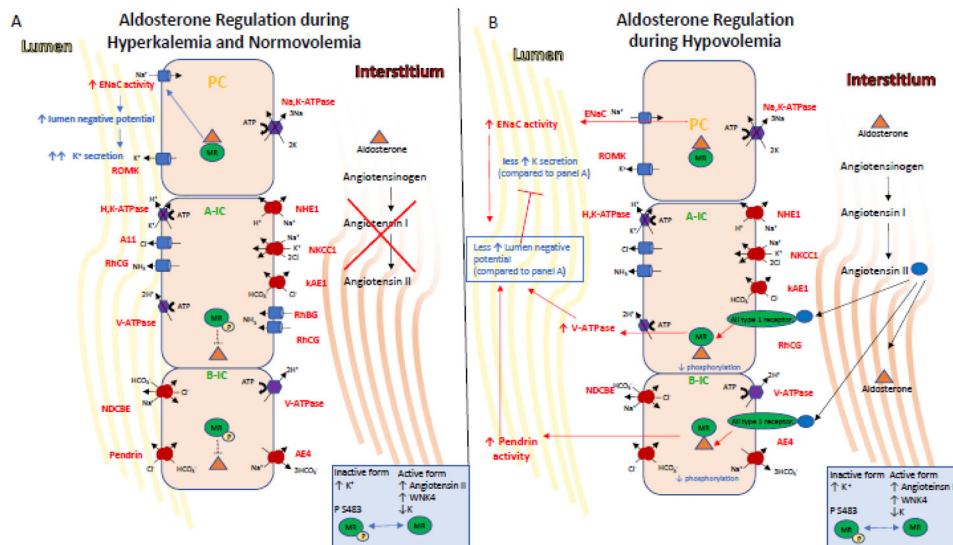 A
Aldosterone Regulation during
Hyperkalemia and Normovolemia
Lumen
Interstitium
PC
Na⁺
↑ ENaC activity
↑ lumen negative potential
↑↑ K⁺ secretion
K⁺
ROMK
MR
Na,K-ATPase
ATP
3Na
2K
Aldosterone
Angiotensinogen
Angiotensin I
Angiotensin II
A-IC
H,K-ATPase
H⁺
ATP
K⁺
A11
Cl⁻
RhCG
NH₃
2H⁺
ATP
V-ATPase
NHE1
H⁺
Na⁺
NKCC1
Na⁺
K⁺
2Cl⁻
kAE1
HCO₃⁻
Cl⁻
RhBG
NH₃
RhCG
MR
P
B-IC
HCO₃⁻
Cl⁻
Na⁺
NDCBE
ATP
2H⁺
V-ATPase
MR
P
Pendrin
Cl⁻
HCO₃⁻
AE4
Na⁺
3HCO₃⁻
Inactive form
Active form
↑ K⁺
↑ Angiotensin II
↑ WNK4
P S483
↓K
MR
P
MR
B
Aldosterone Regulation
during Hypovolemia
Lumen
Interstitium
ENaC
Na⁺
↑ ENaC activity
PC
MR
Na,K-ATPase
ATP
3Na
2K
less ↑ K secretion
(compared to panel A)
ROMK
K⁺
Aldosterone
Angiotensinogen
Angiotensin I
Angiotensin II
A-IC
H,K-ATPase
H⁺
ATP
K⁺
Cl⁻
NH₃
Less ↑ Lumen negative
potential
(compared to panel A)
NHE1
H⁺
Na⁺
NKCC1
Na⁺
K⁺
2Cl⁻
kAE1
HCO₃⁻
Cl⁻
2H⁺
ATP
↑ V-ATPase
MR
AII type 1 receptor
RhCG
↓ phosphorylation
B-IC
HCO₃⁻
Cl⁻
Na⁺
NDCBE
ATP
2H⁺
V-ATPase
Aldosterone
MR
AII type 1 receptor
↑ Pendrin
activity
Cl⁻
HCO₃⁻
AE4
Na⁺
3HCO₃⁻
↓ phosphorylation
Inactive form
Active form
↑ K⁺
↑ Angioteinsn
↑ WNK4
P S483
↓K
MR
P
MR